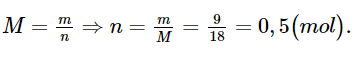 M = m/n ⇒ n = m/M = 9/18 = 0,5(mol).